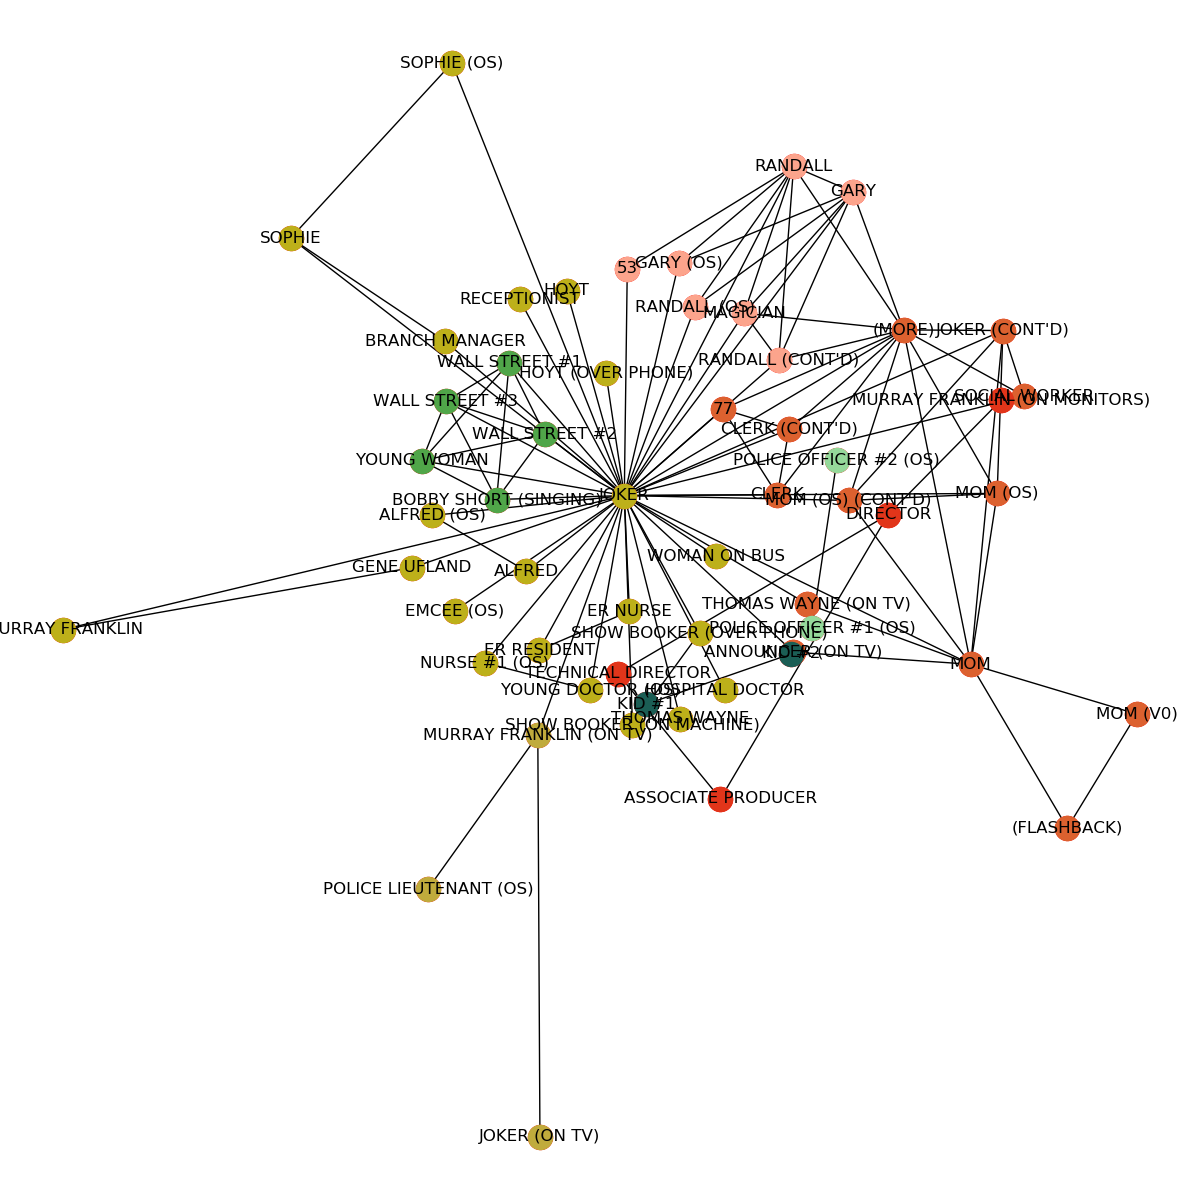 SOPHIE (OS)
RANDALL
GARY
SOPHIE
GARY (OS)
53
HOYT
RECEPTIONIST
RANDALL (OS)
MAGICIAN
(MORE)
JOKER (CONT'D)
BRANCH MANAGER
WALL STREET #1
RANDALL (CONT'D)
HOYT (OVER PHONE)
SOCIAL WORKER
MURRAY FRANKLIN (ON MONITORS)
WALL STREET #3
77
CLERK (CONT'D)
WALL STREET #2
YOUNG WOMAN
POLICE OFFICER #2 (OS)
JOKER
CLERK
MOM (OS)
BOBBY SHORT (SINGING)
MOM (OS) (CONT'D)
ALFRED (OS)
DIRECTOR
WOMAN ON BUS
GENE UFLAND
ALFRED
THOMAS WAYNE (ON TV)
EMCEE (OS)
ER NURSE
URRAY FRANKLIN
POLICE OFFICER #1 (OS)
SHOW BOOKER (OVER PHONE)
ER RESIDENT
ANNOUNCER (ON TV)
KID #2
NURSE #1 (OS)
MOM
TECHNICAL DIRECTOR
YOUNG DOCTOR (OS)
HOSPITAL DOCTOR
KID #1
MOM (V0)
THOMAS WAYNE
SHOW BOOKER (ON MACHINE)
MURRAY FRANKLIN (ON TV)
ASSOCIATE PRODUCER
(FLASHBACK)
POLICE LIEUTENANT (OS)
JOKER (ON TV)